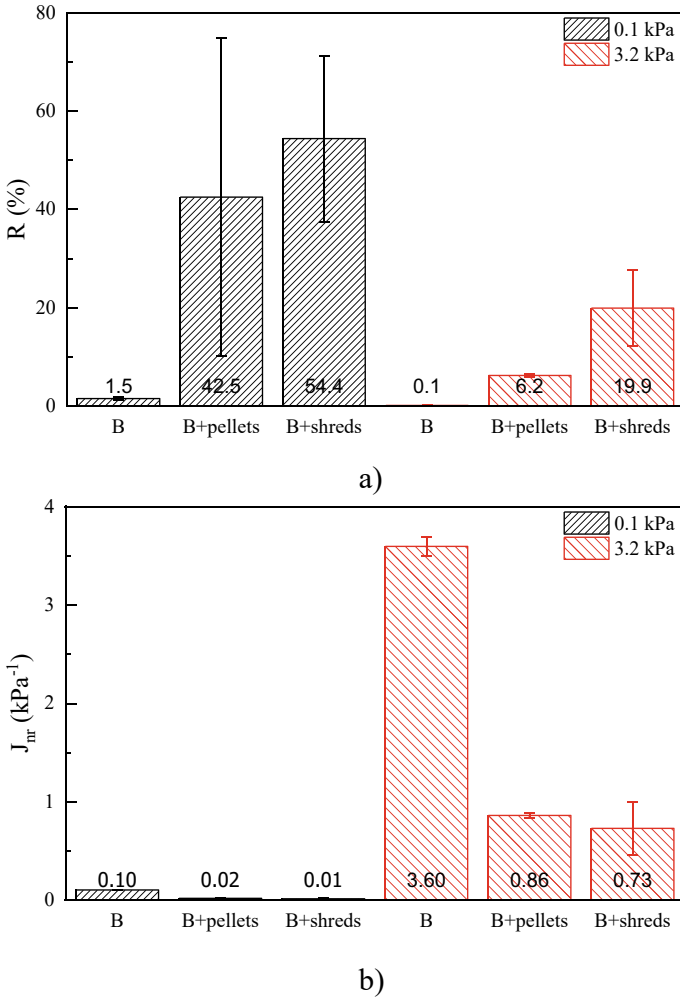 80
60
40
20
0
R (%)
0.1 kPa
3.2 kPa
1.5
42.5
54.4
0.1
6.2
19.9
B
B+pellets
B+shreds
B
B+pellets
B+shreds
a)
4
3
2
1
0
J_nr (kPa⁻¹)
0.1 kPa
3.2 kPa
0.10
0.02
0.01
3.60
0.86
0.73
B
B+pellets
B+shreds
B
B+pellets
B+shreds
b)